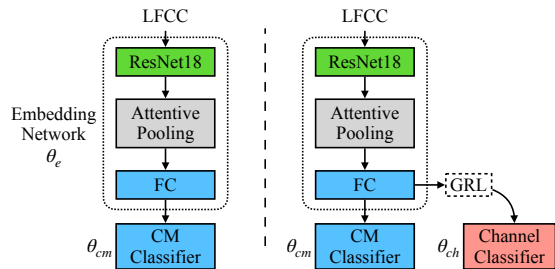 LFCC
ResNet18
Attentive
Pooling
FC
Embedding
Network
θe
CM
Classifier
θcm
LFCC
ResNet18
Attentive
Pooling
FC
GRL
CM
Classifier
θcm
Channel
Classifier
θch